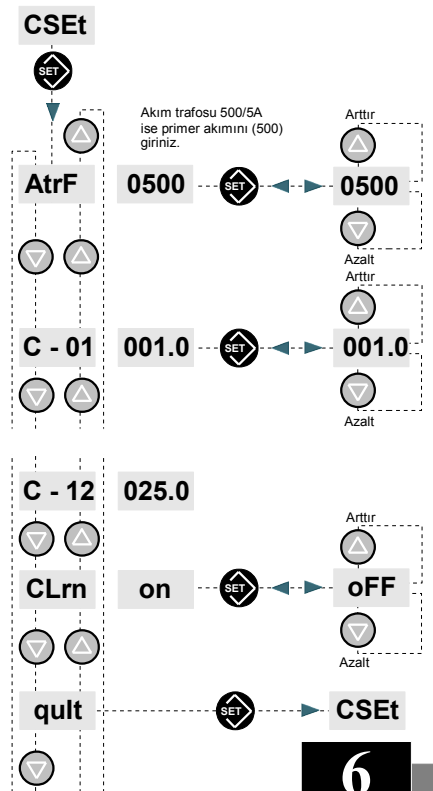 CSEt
SET
Akım trafosu 500/5A
ise primer akımını (500)
giriniz.
Arttır
AtrF 0500 SET 0500
Azalt
Arttır
C - 01 001.0 SET 001.0
Azalt
C - 12 025.0
Arttır
CLrn on SET oFF
Azalt
quIt SET CSEt
6